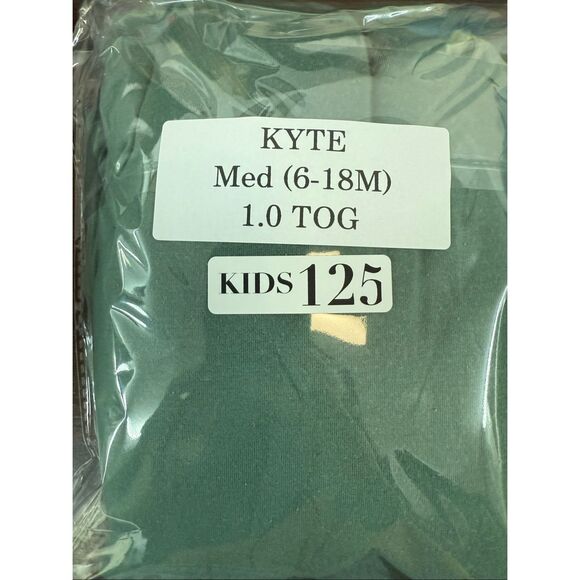 KYTE
Med (6-18M)
1.0 TOG
KIDS 125